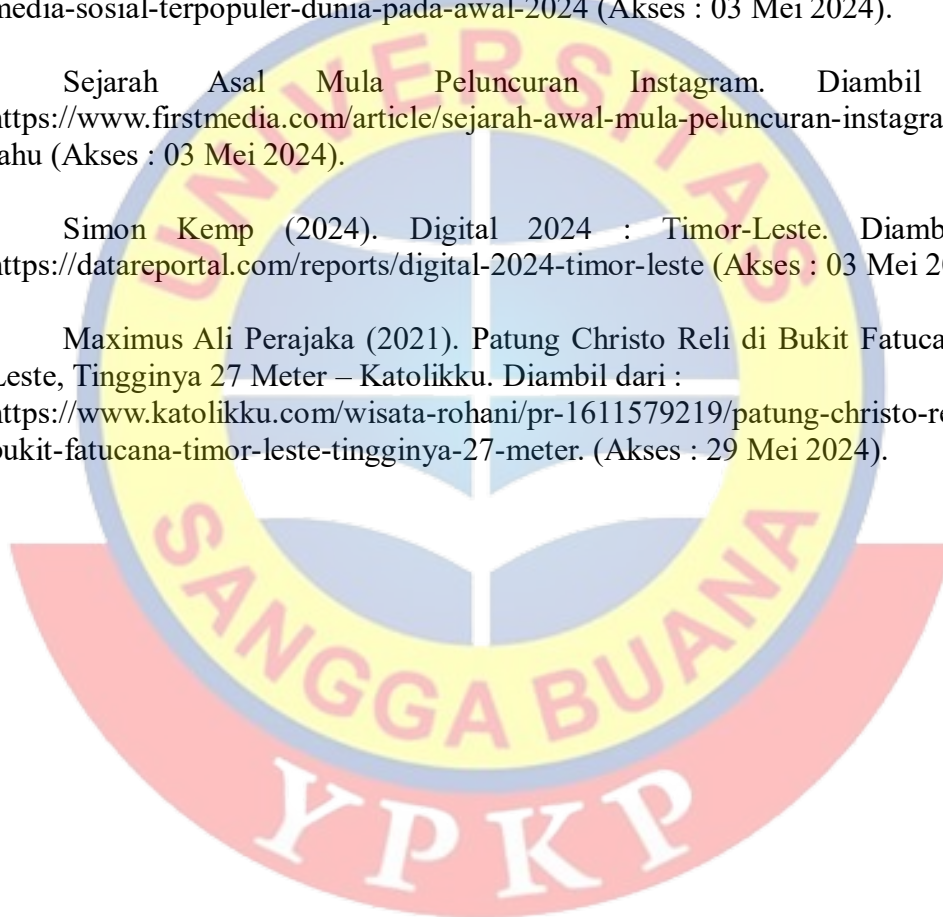 media-sosial-terpopuler-dunia-pada-awal-2024 (Akses : 03 Mei 2024).
Sejarah Asal Mula Peluncuran Instagram. Diambil
https://www.firstmedia.com/article/sejarah-awal-mula-peluncuran-instagra
ahu (Akses : 03 Mei 2024).
Simon Kemp (2024). Digital 2024 : Timor-Leste. Diamb
https://datareportal.com/reports/digital-2024-timor-leste (Akses : 03 Mei 20
Maximus Ali Perajaka (2021). Patung Christo Reli di Bukit Fatuca
Leste, Tingginya 27 Meter – Katolikku. Diambil dari :
https://www.katolikku.com/wisata-rohani/pr-1611579219/patung-christo-re
bukit-fatucana-timor-leste-tingginya-27-meter. (Akses : 29 Mei 2024).
UNIVERSITAS
SANGGA BUANA
YPKP